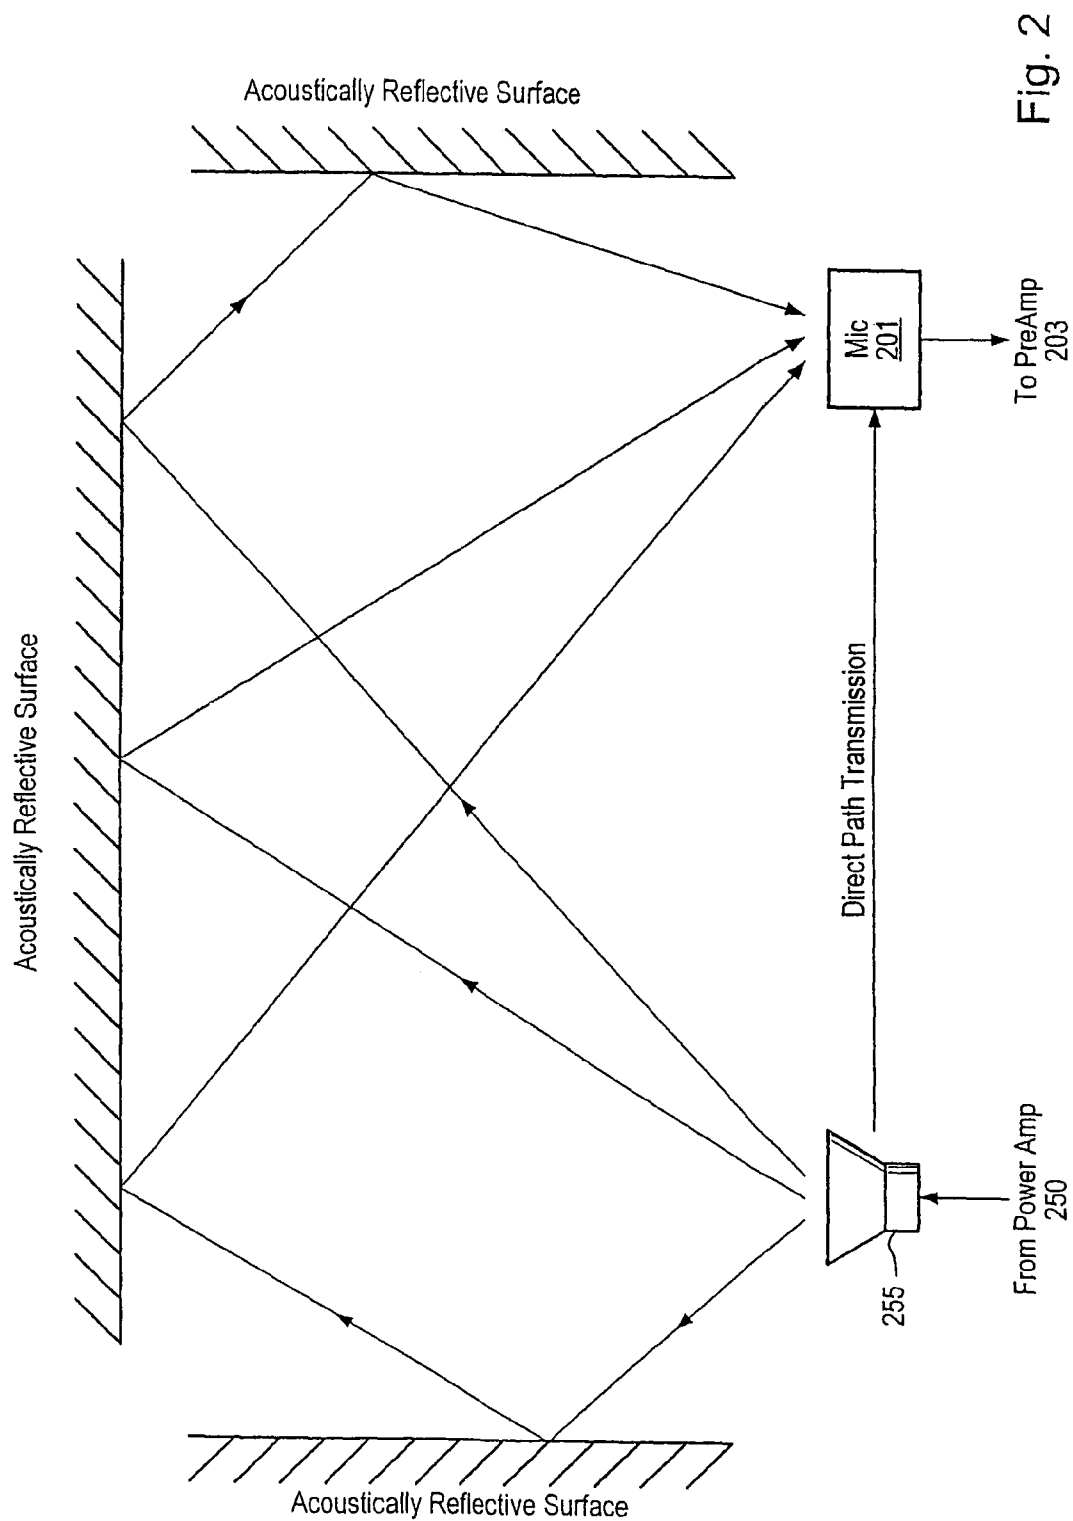 Acoustically Reflective Surface
Acoustically Reflective Surface
Acoustically Reflective Surface
Direct Path Transmission
Mic
201
To PreAmp
203
255
From Power Amp
250
Fig. 2